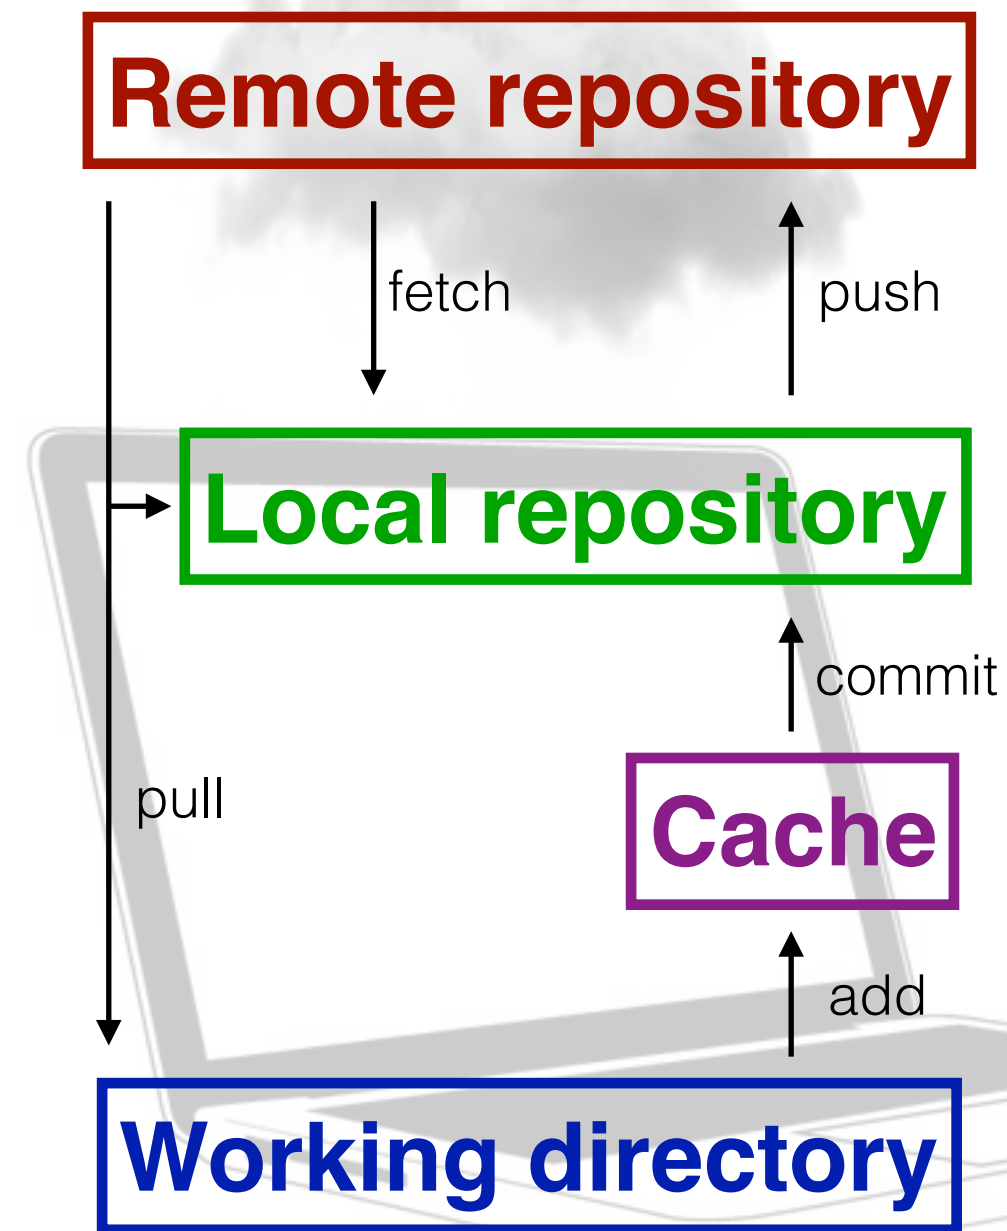 Remote repository
fetch
push
Local repository
commit
pull
Cache
add
Working directory